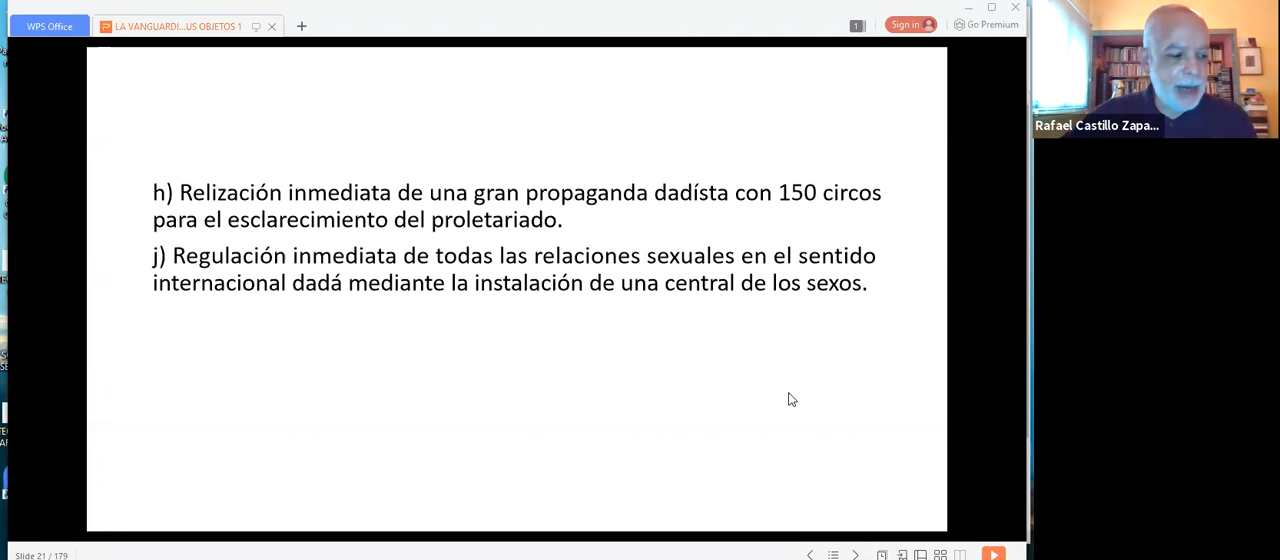 WPS Office
LA VANGUARDI...US OBJETOS 1
1
Sign in
Go Premium
Rafael Castillo Zapa...
h) Relización inmediata de una gran propaganda dadísta con 150 circos
para el esclarecimiento del proletariado.
j) Regulación inmediata de todas las relaciones sexuales en el sentido
internacional dadá mediante la instalación de una central de los sexos.
Slide 21 / 179